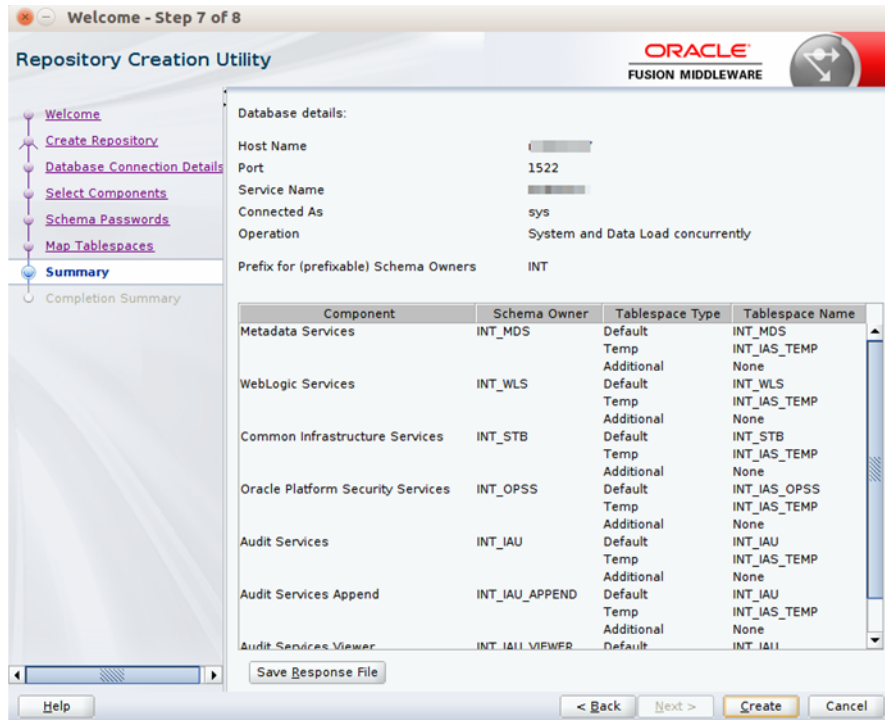 Welcome - Step 7 of 8
Repository Creation Utility
ORACLE
FUSION MIDDLEWARE
Welcome
Create Repository
Database Connection Details
Select Components
Schema Passwords
Map Tablespaces
Summary
Completion Summary
Database details:
Host Name
Port 1522
Service Name
Connected As sys
Operation System and Data Load concurrently
Prefix for (prefixable) Schema Owners INT
Component Schema Owner Tablespace Type Tablespace Name
Metadata Services INT_MDS Default INT_MDS
Temp INT_IAS_TEMP
Additional None
WebLogic Services INT_WLS Default INT_WLS
Temp INT_IAS_TEMP
Additional None
Common Infrastructure Services INT_STB Default INT_STB
Temp INT_IAS_TEMP
Additional None
Oracle Platform Security Services INT_OPSS Default INT_IAS_OPSS
Temp INT_IAS_TEMP
Additional None
Audit Services INT_IAU Default INT_IAU
Temp INT_IAS_TEMP
Additional None
Audit Services Append INT_IAU_APPEND Default INT_IAU
Temp INT_IAS_TEMP
Additional None
Audit Services Viewer INT_IAU_VIEWER Default INT_IAU
Save Response File
Help < Back Next > Create Cancel